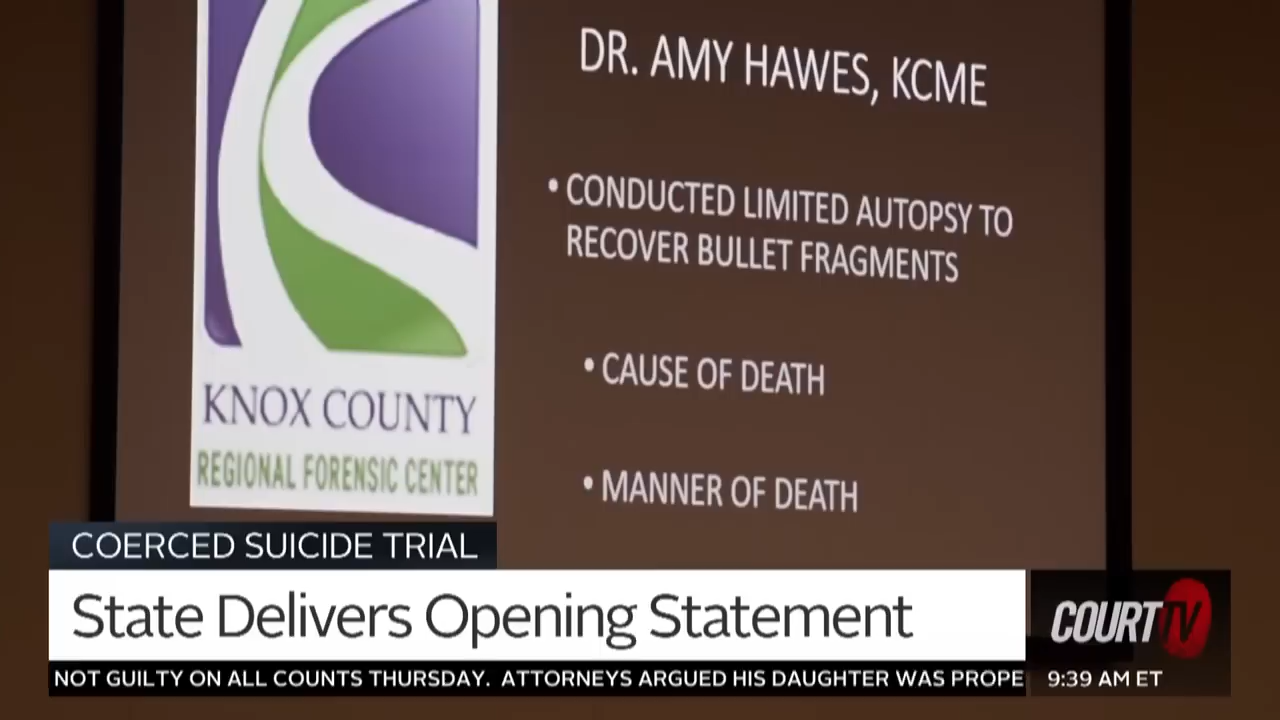 DR. AMY HAWES, KCME
• CONDUCTED LIMITED AUTOPSY TO
RECOVER BULLET FRAGMENTS
• CAUSE OF DEATH
• MANNER OF DEATH
KNOX COUNTY
REGIONAL FORENSIC CENTER
COERCED SUICIDE TRIAL
State Delivers Opening Statement
COURT TV
NOT GUILTY ON ALL COUNTS THURSDAY. ATTORNEYS ARGUED HIS DAUGHTER WAS PROPE
9:39 AM ET